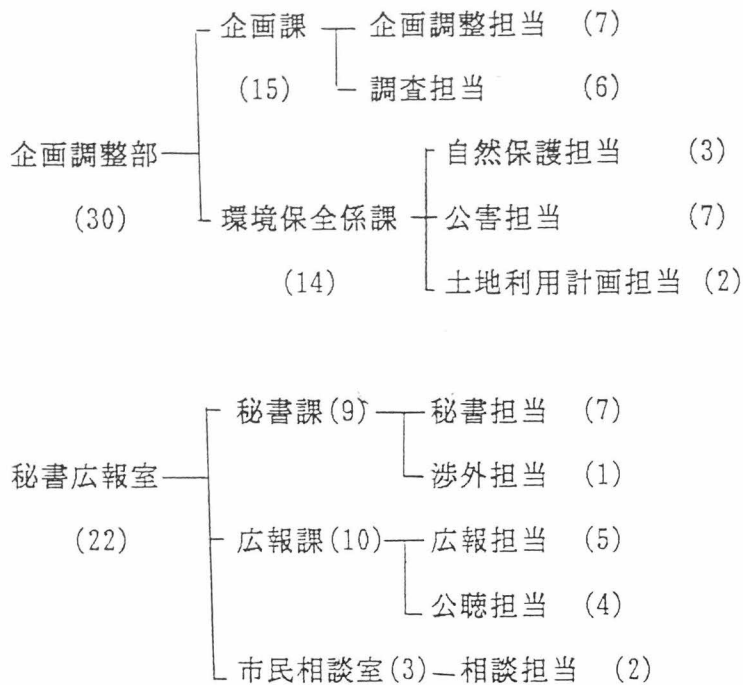 企画課 企画調整担当 (7)
(15) 調査担当 (6)
企画調整部 自然保護担当 (3)
(30) 環境保全係課 公害担当 (7)
(14) 土地利用計画担当 (2)
秘書課(9) 秘書担当 (7)
秘書広報室 渉外担当 (1)
(22) 広報課(10) 広報担当 (5)
公聴担当 (4)
市民相談室(3) 相談担当 (2)